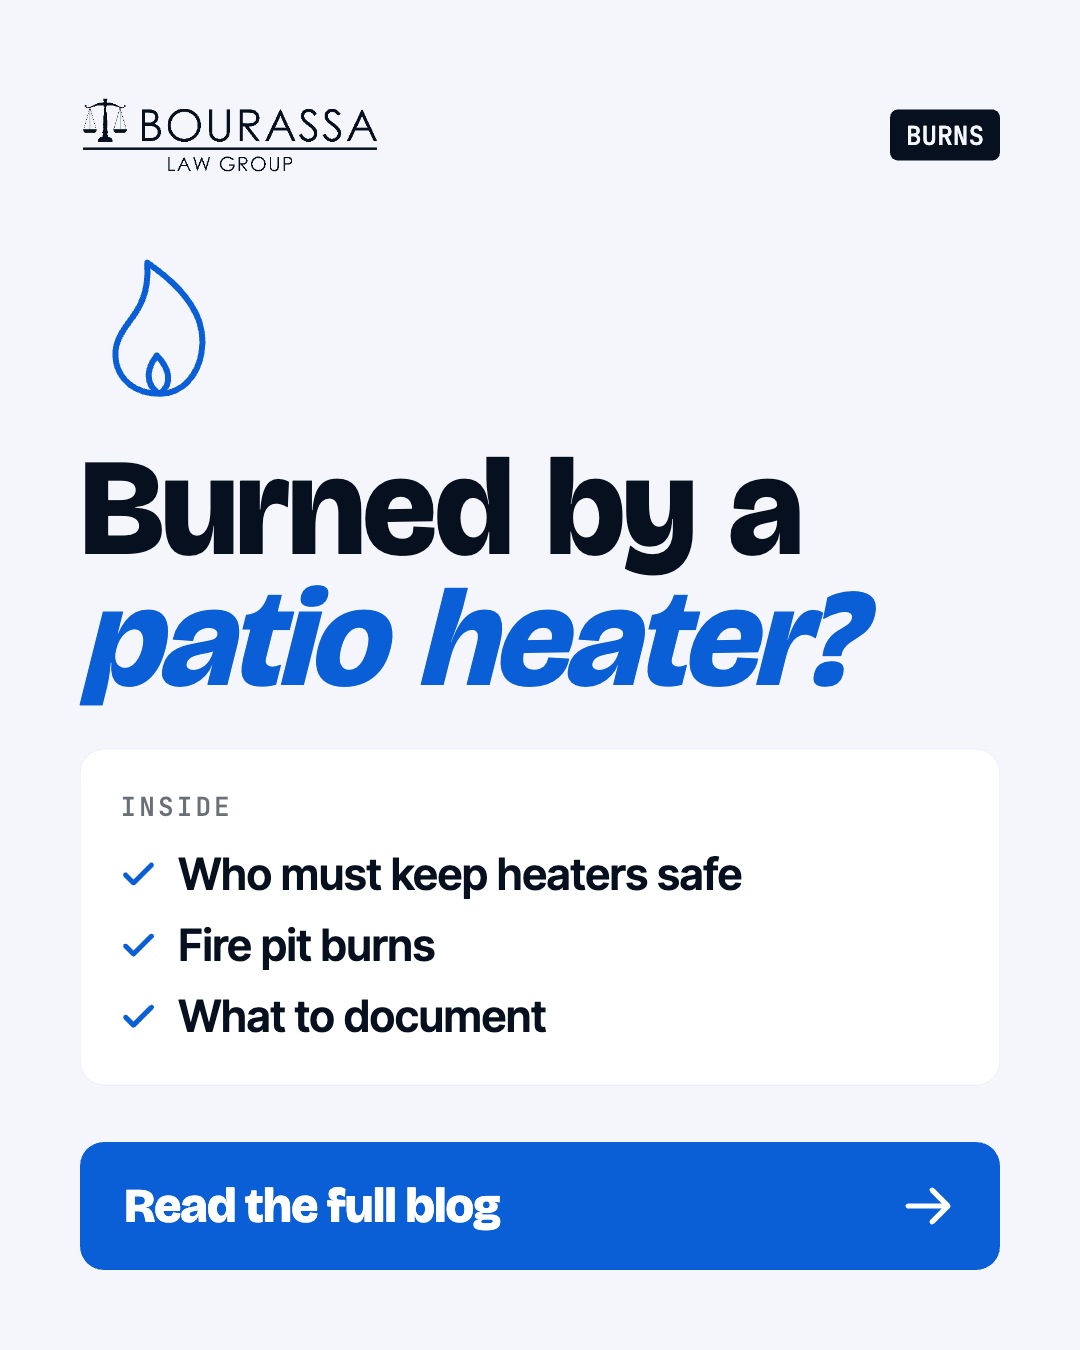 BOURASSA
LAW GROUP
BURNS
Burned by a
patio heater?
INSIDE
Who must keep heaters safe
Fire pit burns
What to document
Read the full blog